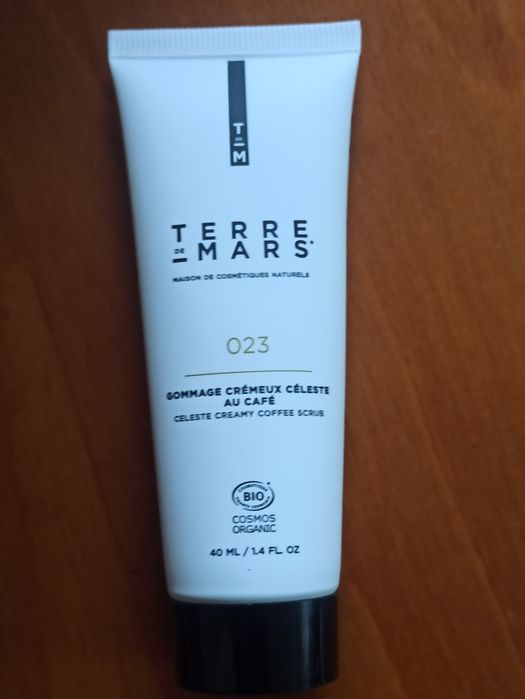 T
DE
M
TERRE
DE MARS
MAISON DE COSMÉTIQUES NATURELS
023
GOMMAGE CRÉMEUX CÉLESTE
AU CAFÉ
CELESTE CREAMY COFFEE SCRUB
BIO
COSMOS
ORGANIC
40 ML / 1.4 FL. OZ